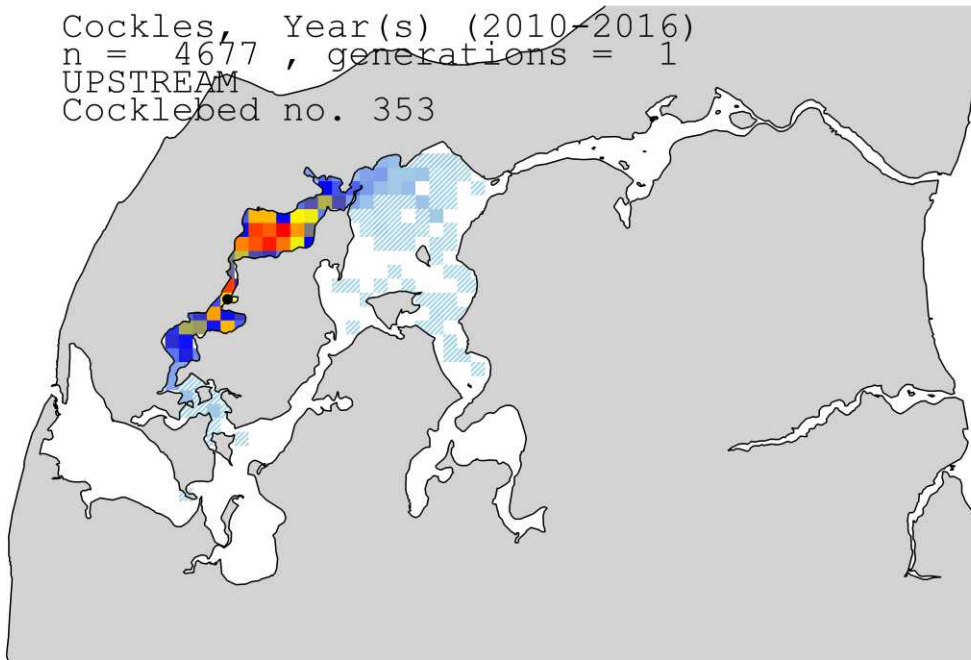 Cockles, Year(s) (2010-2016)
n = 4677 , generations = 1
UPSTREAM
Cocklebed no. 353